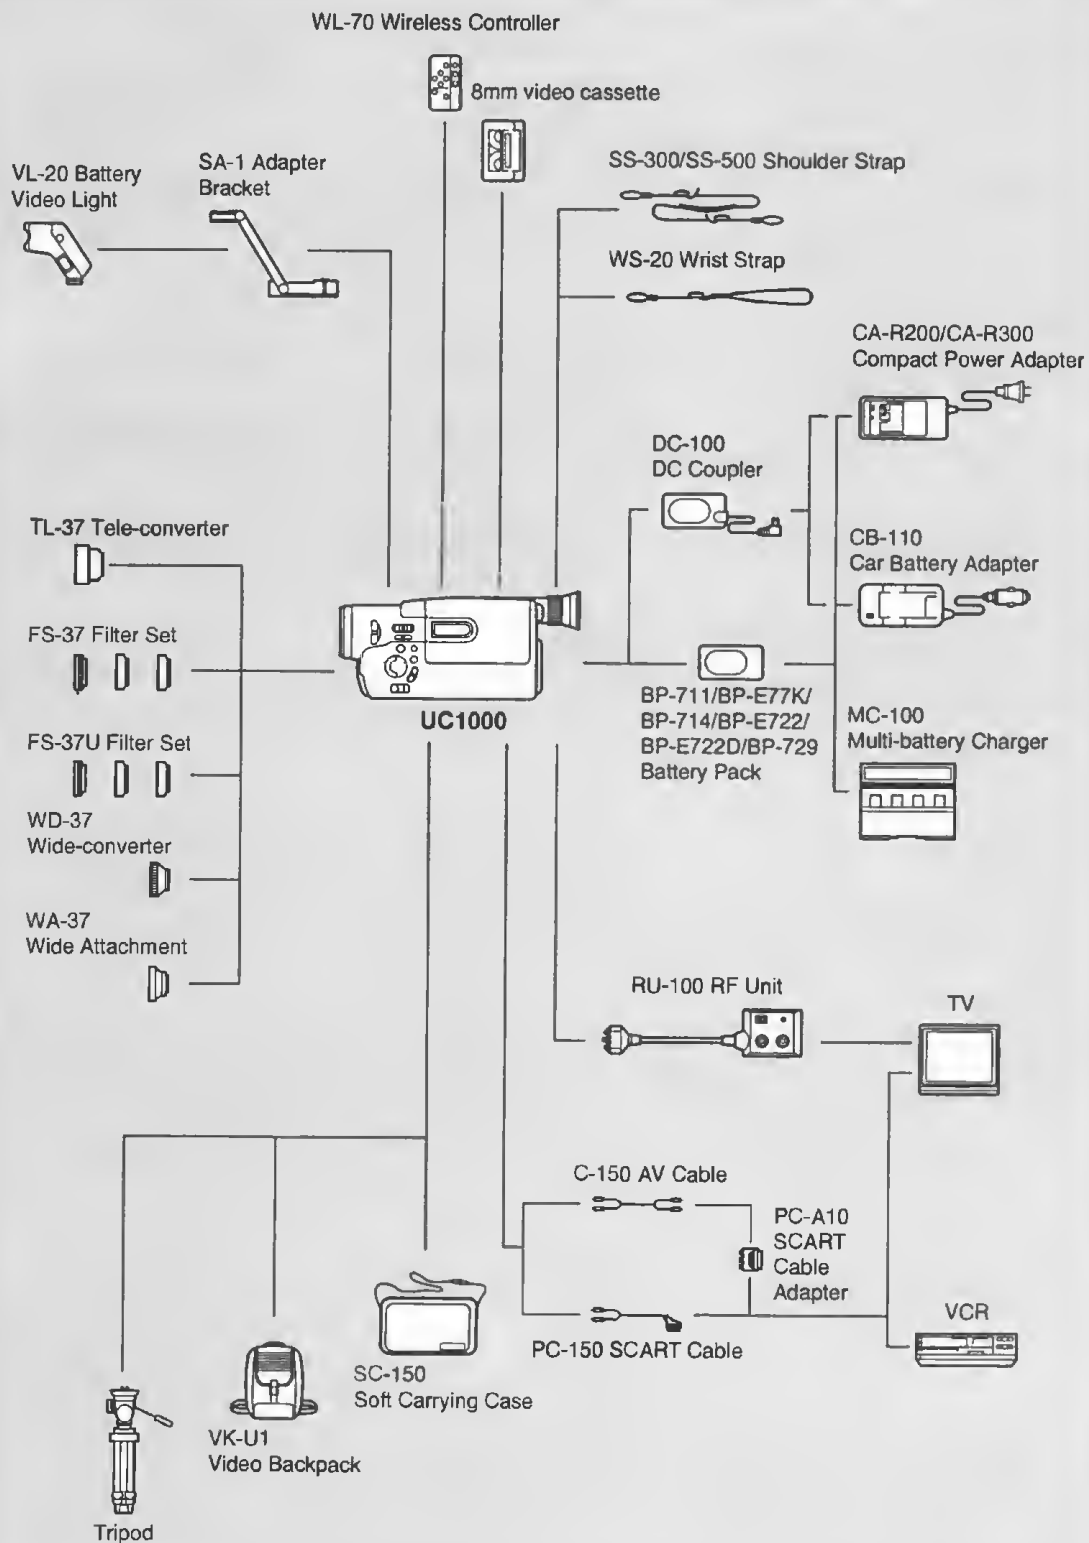 WL-70 Wireless Controller
8mm video cassette
VL-20 Battery
Video Light
SA-1 Adapter
Bracket
SS-300/SS-500 Shoulder Strap
WS-20 Wrist Strap
CA-R200/CA-R300
Compact Power Adapter
DC-100
DC Coupler
CB-110
Car Battery Adapter
TL-37 Tele-converter
FS-37 Filter Set
FS-37U Filter Set
WD-37
Wide-converter
WA-37
Wide Attachment
UC1000
BP-711/BP-E77K/
BP-714/BP-E722/
BP-E722D/BP-729
Battery Pack
MC-100
Multi-battery Charger
RU-100 RF Unit
TV
C-150 AV Cable
PC-A10
SCART
Cable
Adapter
PC-150 SCART Cable
VCR
SC-150
Soft Carrying Case
VK-U1
Video Backpack
Tripod